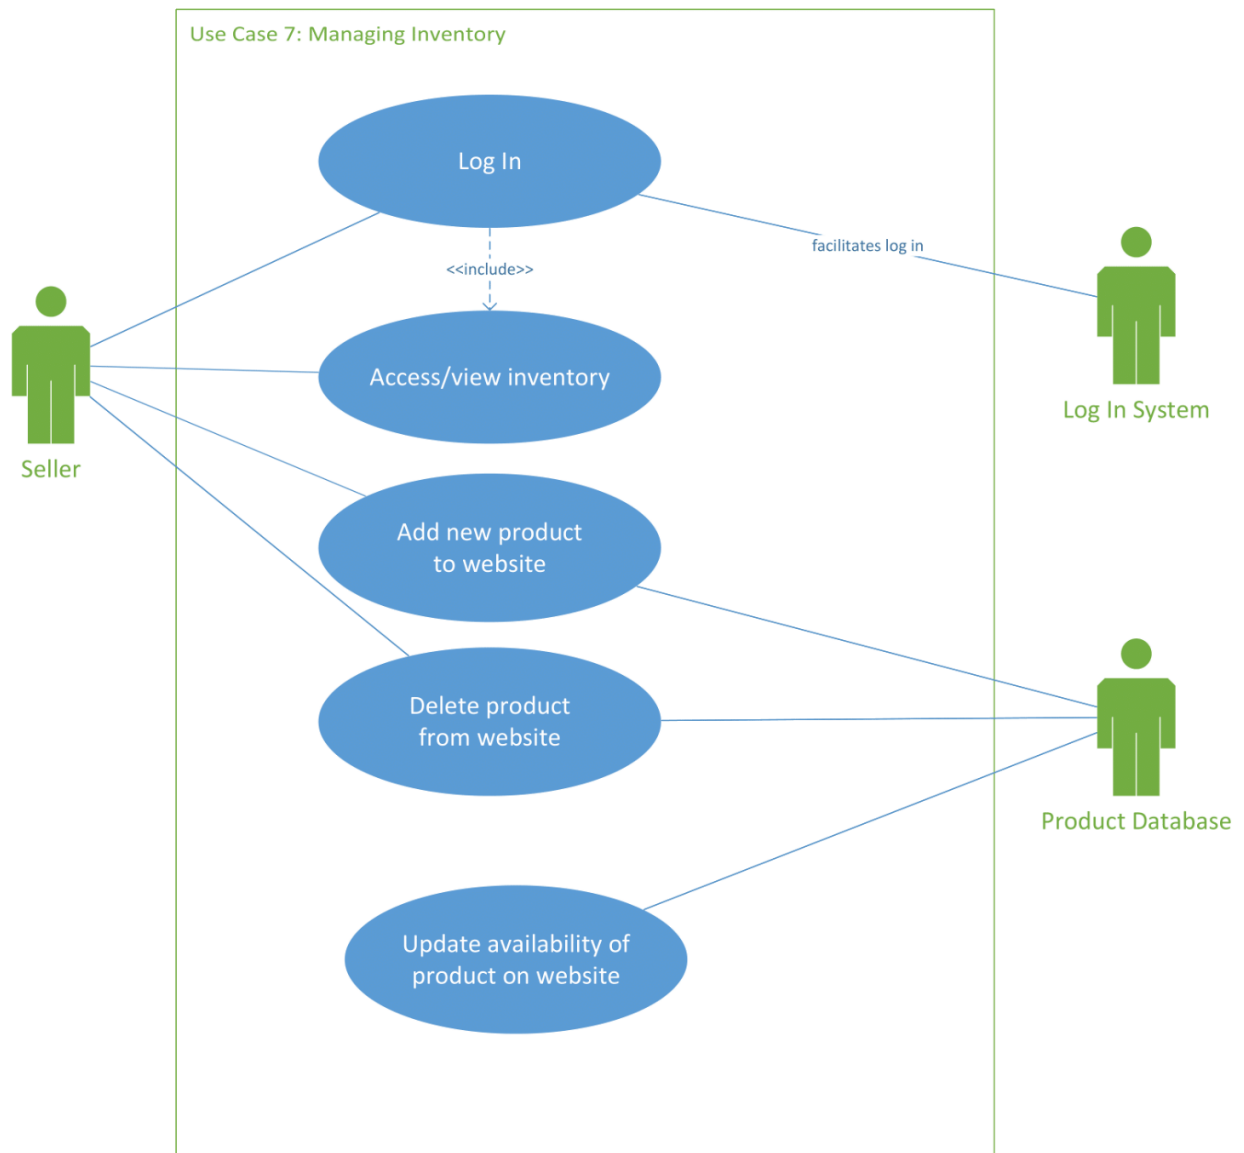 Use Case 7: Managing Inventory
Log In
facilitates log in
<<include>>
Access/view inventory
Log In System
Seller
Add new product
to website
Delete product
from website
Product Database
Update availability of
product on website